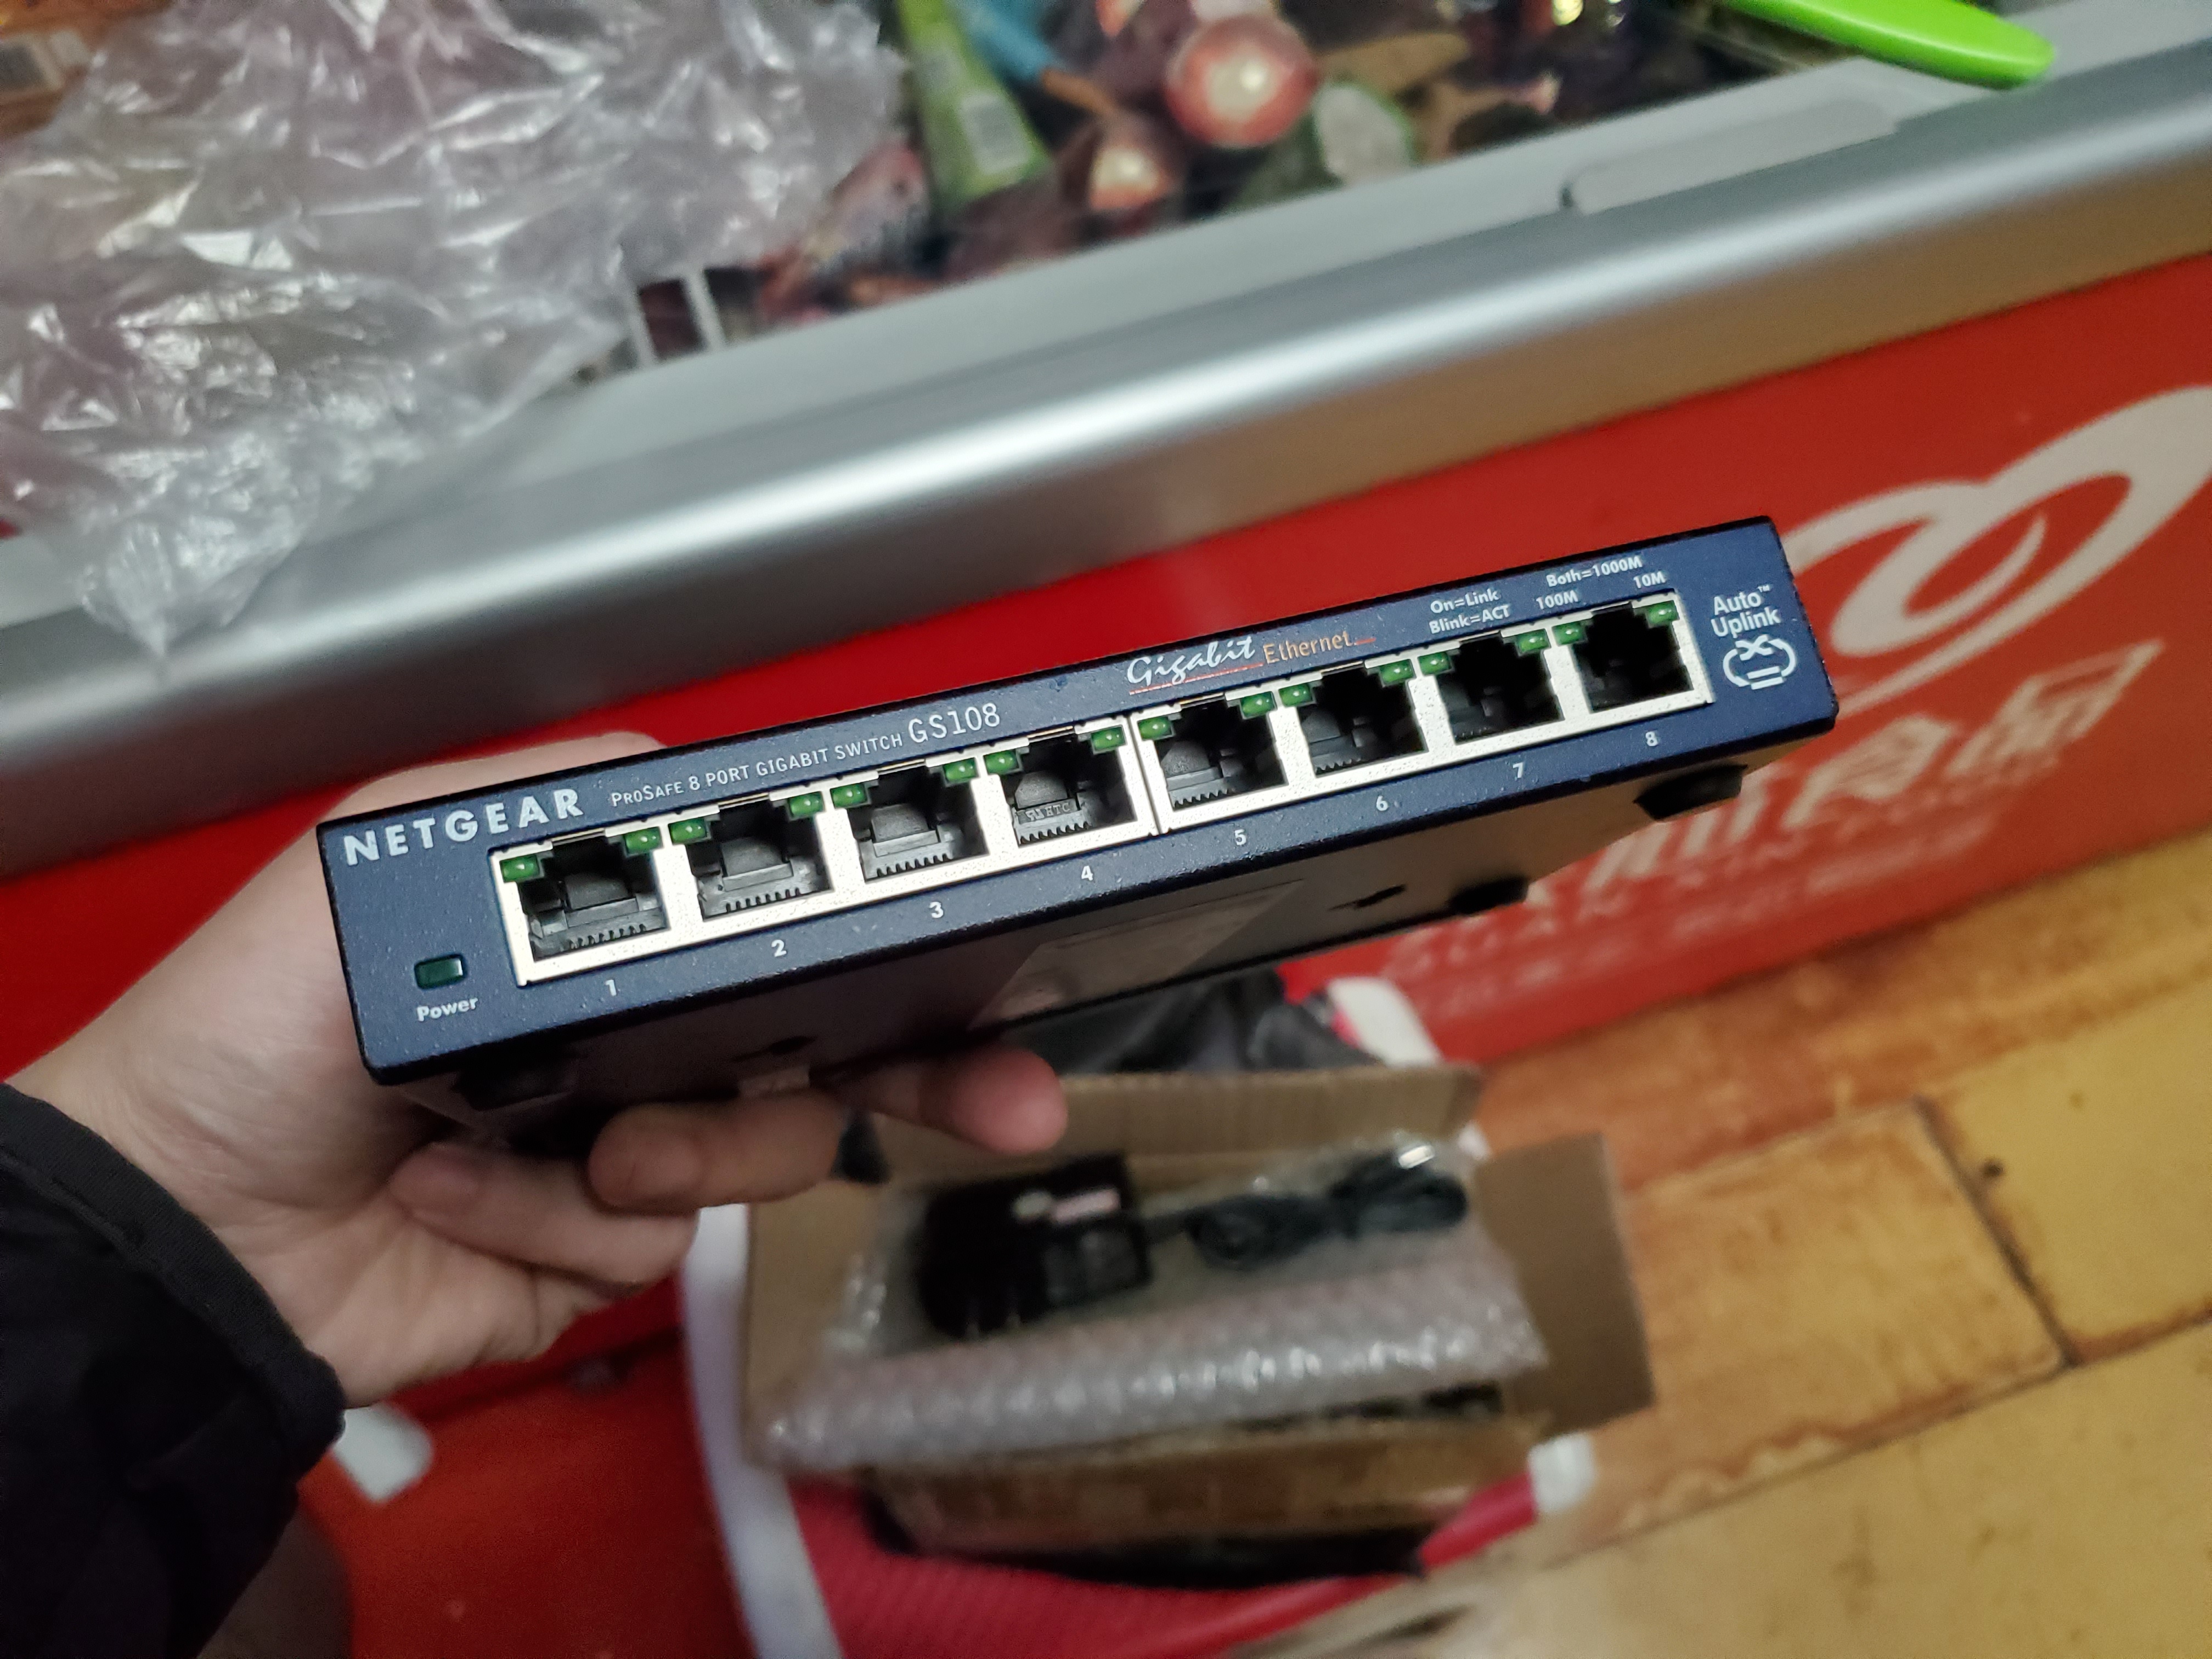 NETGEAR
PROSAFE 8 PORT GIGABIT SWITCH GS108
Gigabit Ethernet
On=Link
Blink=ACT
Both=1000M
100M
10M
Power
1
2
3
4
5
6
7
8
Auto™
Uplink